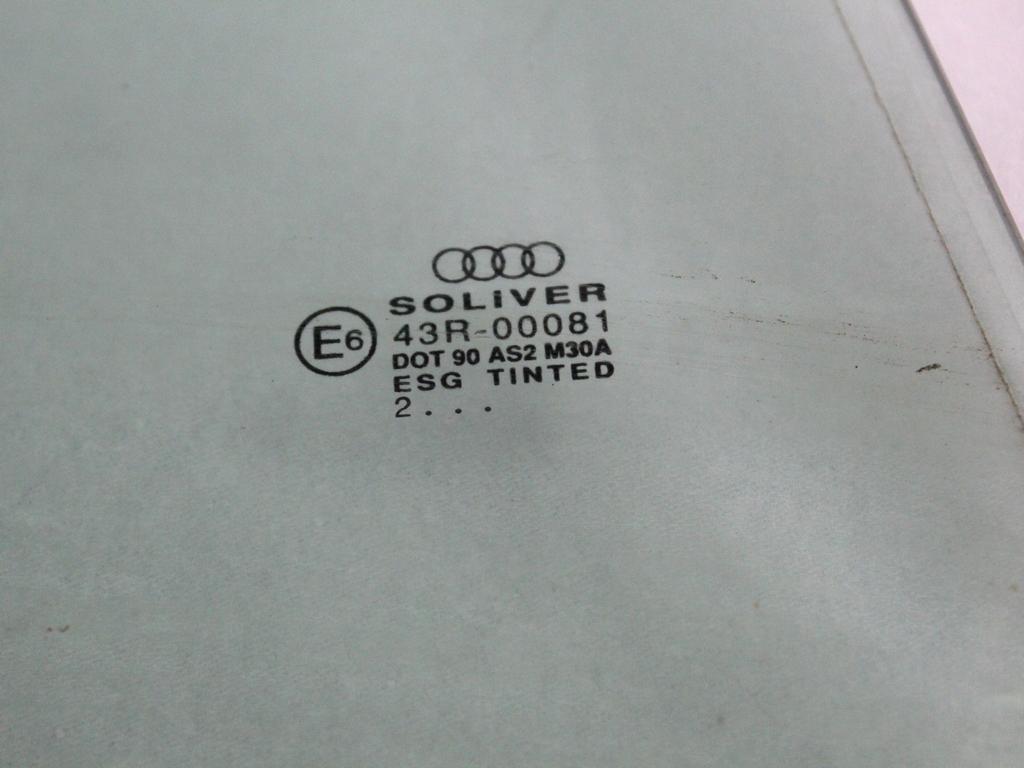 SOLiVER
E6
43R-00081
DOT 90 AS2 M30A
ESG TINTED
2 . . .